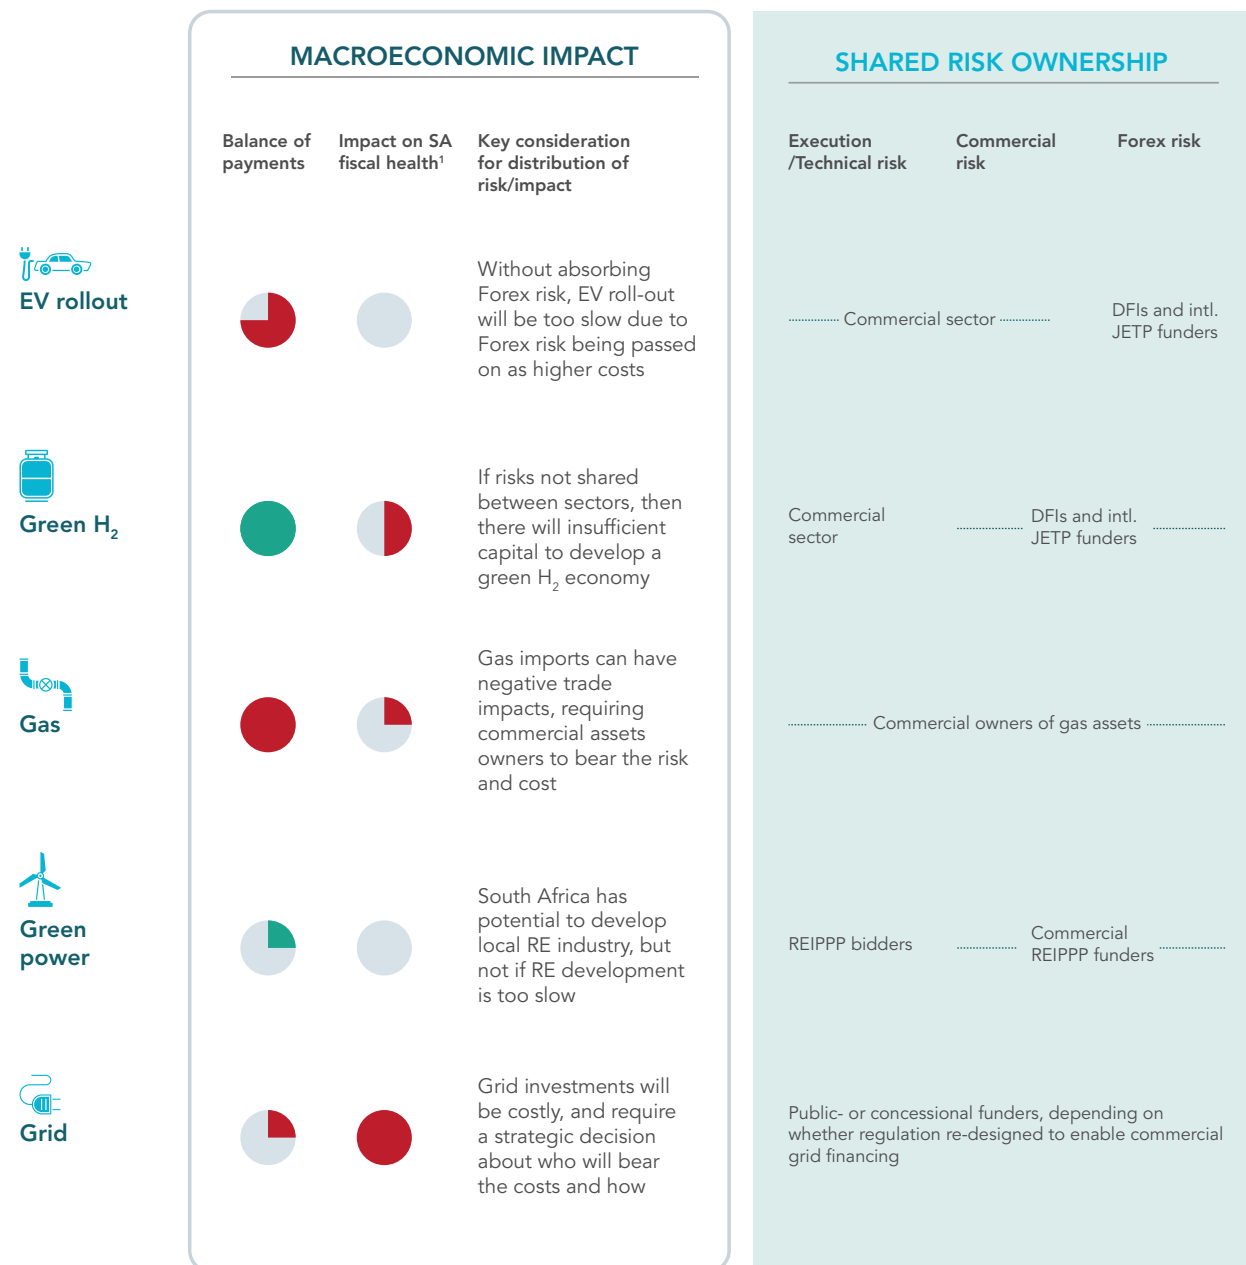 MACROECONOMIC IMPACT
SHARED RISK OWNERSHIP
Balance of
payments
Impact on SA
fiscal health¹
Key consideration
for distribution of
risk/impact
Execution
/Technical risk
Commercial
risk
Forex risk
EV rollout
Without absorbing
Forex risk, EV roll-out
will be too slow due to
Forex risk being passed
on as higher costs
Commercial sector
DFIs and intl.
JETP funders
Green H₂
If risks not shared
between sectors, then
there will insufficient
capital to develop a
green H₂ economy
Commercial
sector
DFIs and intl.
JETP funders
Gas
Gas imports can have
negative trade
impacts, requiring
commercial assets
owners to bear the risk
and cost
Commercial owners of gas assets
Green
power
South Africa has
potential to develop
local RE industry, but
not if RE development
is too slow
REIPPP bidders
Commercial
REIPPP funders
Grid
Grid investments will
be costly, and require
a strategic decision
about who will bear
the costs and how
Public- or concessional funders, depending on
whether regulation re-designed to enable commercial
grid financing